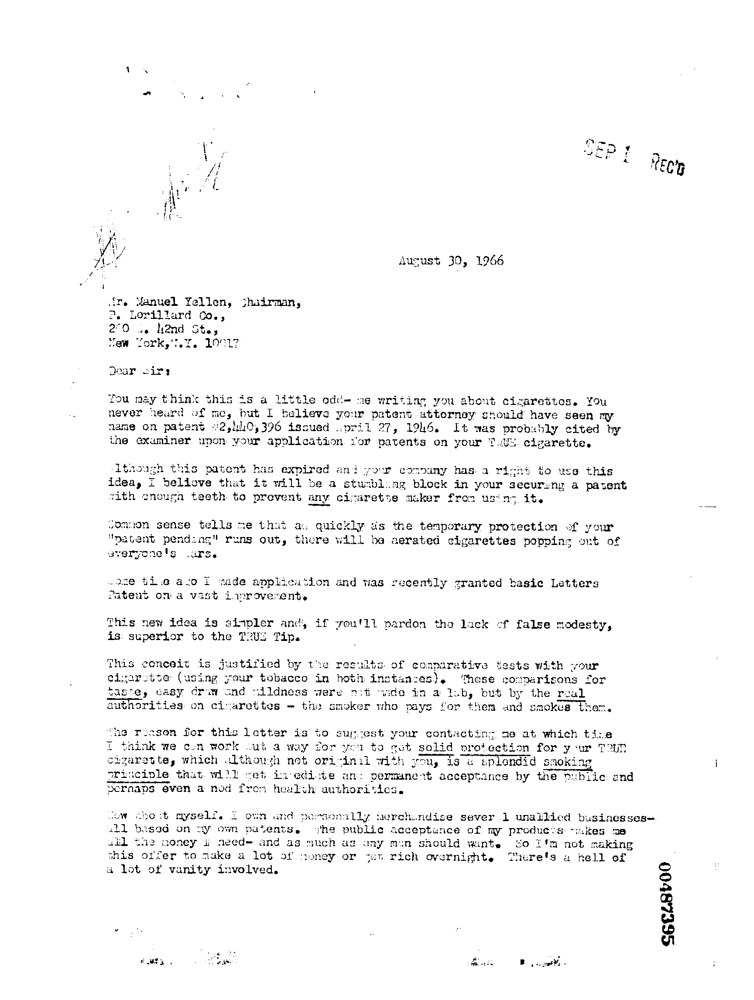 SEP 1 REC'D
August 30, 1966
Mr. Manuel Yellen, Chairman,
P. Lorillard Co.,
42nd St.,
New York, N.Y. 10017
Dear Sir:
You may think this is a little odd- me writing you about cigarettes. You
never heard of me, but I believe your patent attorney should have seen my
name on patent #2,440,396 issued April 27, 1946. It was probably cited by
the examiner upon your application for patents on your TRUE cigarette.
Although this patent has expired and your company has a right to use this
idea, I believe that it will be a stumbling block in your securing a patent
with enough teeth to prevent any cigarette maker from using it.
Common sense tells me that as quickly as the temporary protection of your
"patent pending" runs out, there will be aerated cigarettes popping out of
everyone's ears.
Some time ago I made application and was recently granted basic Letters
Patent on a vast improvement.
This new idea is simpler and, if you'll pardon the lack of false modesty,
is superior to the TRUE Tip.
This conceit is justified by the results of comparative tests with your
cigarette (using your tobacco in both instances). These comparisons for
taste, easy draw and mildness were not made in a lab, but by the real
authorities on cigarettes - the smoker who pays for them and smokes them.
The reason for this letter is to suggest your contacting me at which time
I think we can work out a way for you to get solid protection for your TRUE
cigarette, which although not original with you, is a splendid smoking
principle that will get immediate and permanent acceptance by the public and
perhaps even a nod from health authorities.
Now about myself. I own and personally merchandise several unallied businesses-
all based on my own patents. The public acceptance of my products makes me
all the money I need- and as much as any man should want. So I'm not making
this offer to make a lot of money or get rich overnight. There's a hell of
a lot of vanity involved.
00487395